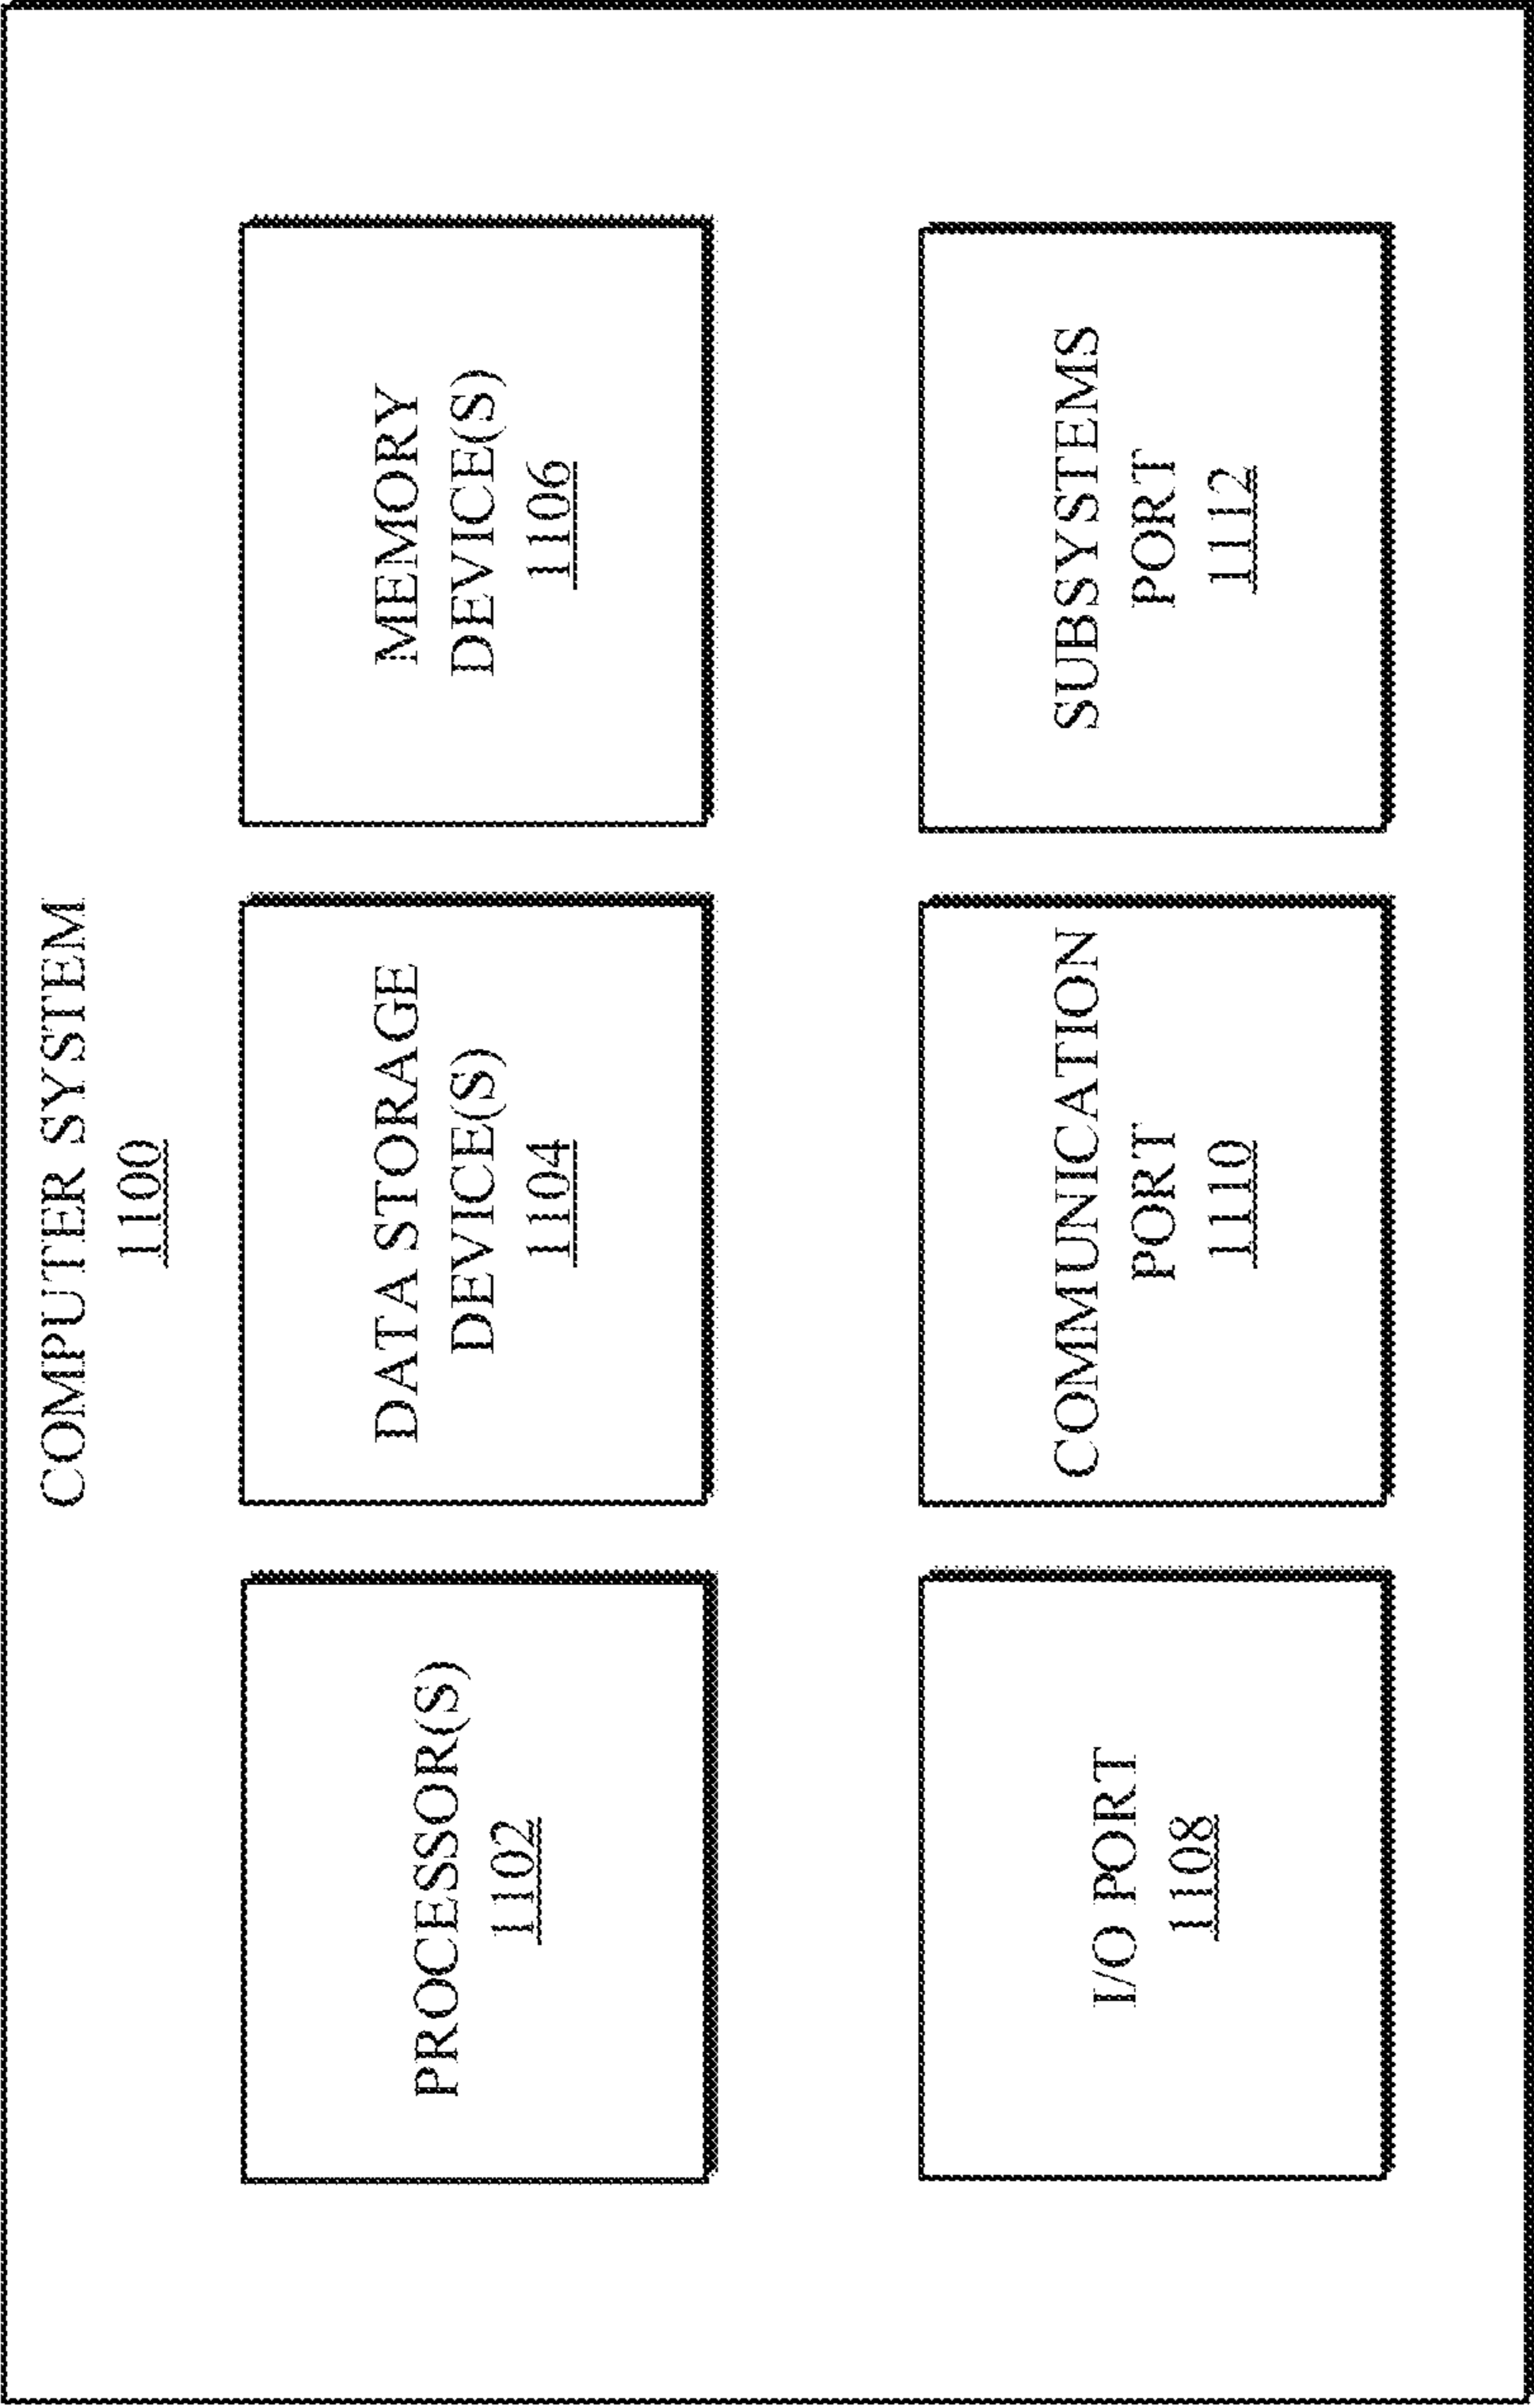 COMPUTER SYSTEM
1100
PROCESSOR(S)
1102
DATA STORAGE
DEVICE(S)
1104
MEMORY
DEVICE(S)
1106
I/O PORT
1108
COMMUNICATION
PORT
1110
SUBSYSTEMS
PORT
1112